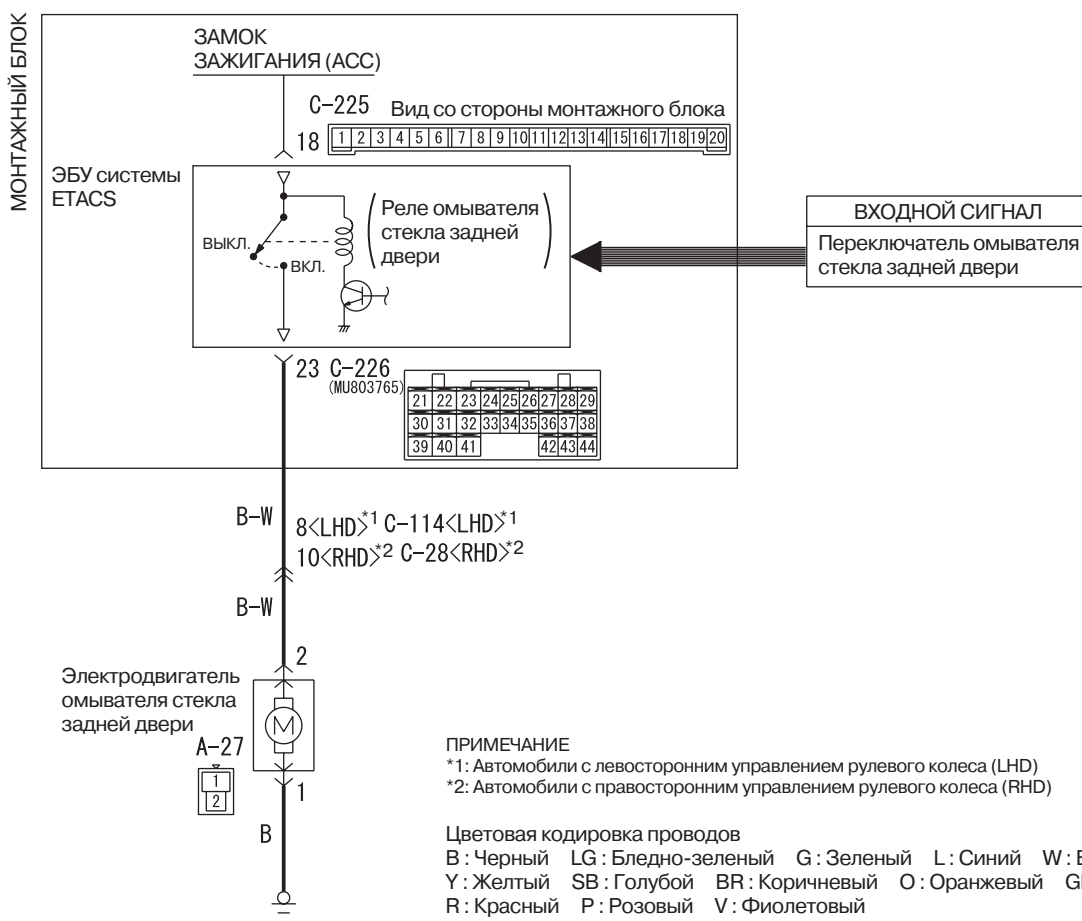 МОНТАЖНЫЙ БЛОК
ЗАМОК
ЗАЖИГАНИЯ (ACC)
C-225 Вид со стороны монтажного блока
18
1 2 3 4 5 6 7 8 9 10 11 12 13 14 15 16 17 18 19 20
ЭБУ системы
ETACS
Реле омывателя
стекла задней
двери
ВЫКЛ.
ВКЛ.
ВХОДНОЙ СИГНАЛ
Переключатель омывателя
стекла задней двери
23 C-226
(MU803765)
21 22 23 24 25 26 27 28 29
30 31 32 33 34 35 36 37 38
39 40 41 42 43 44
B-W
8<LHD>*1 C-114<LHD>*1
10<RHD>*2 C-28<RHD>*2
B-W
2
Электродвигатель
омывателя стекла
задней двери
M
A-27
1
2
1
B
ПРИМЕЧАНИЕ
*1: Автомобили с левосторонним управлением рулевого колеса (LHD)
*2: Автомобили с правосторонним управлением рулевого колеса (RHD)
Цветовая кодировка проводов
B : Черный LG : Бледно-зеленый G : Зеленый L : Синий W :
Y : Желтый SB : Голубой BR : Коричневый O : Оранжевый
R : Красный P : Розовый V : Фиолетовый